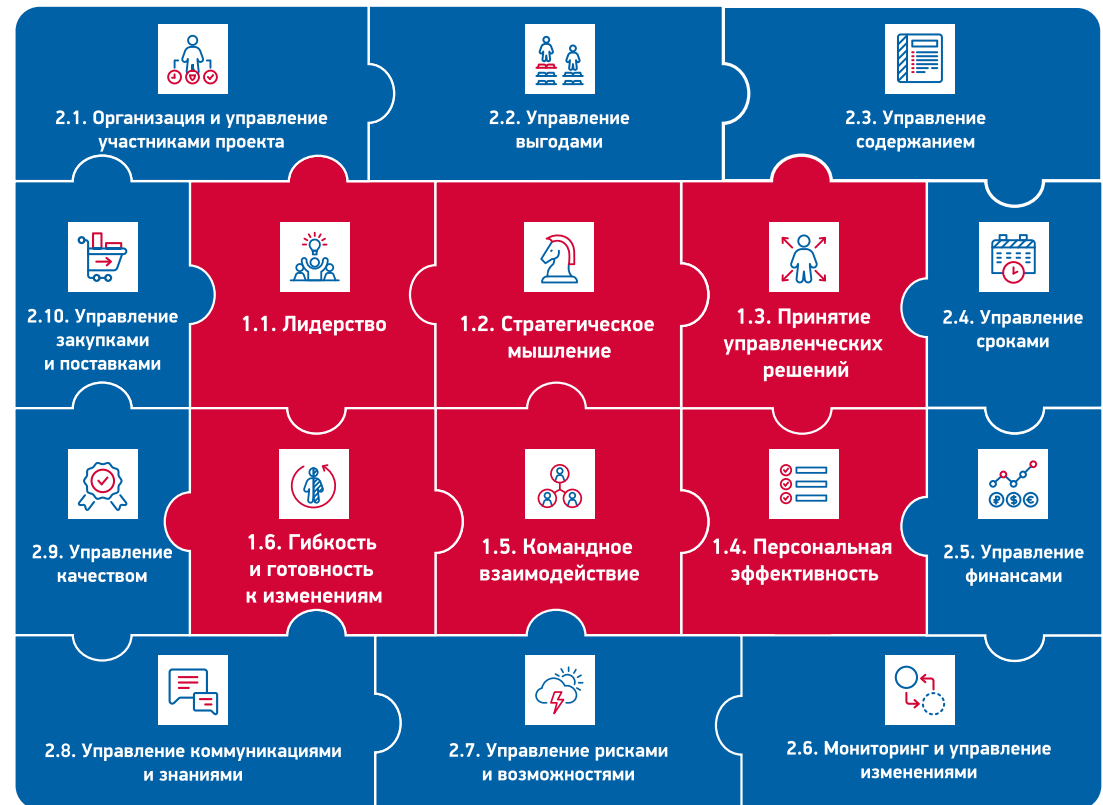 2.1. Организация и управление
участниками проекта
2.2. Управление
выгодами
2.3. Управление
содержанием
2.10. Управление
закупками
и поставками
1.1. Лидерство
1.2. Стратегическое
мышление
1.3. Принятие
управленческих
решений
2.4. Управление
сроками
2.9. Управление
качеством
1.6. Гибкость
и готовность
к изменениям
1.5. Командное
взаимодействие
1.4. Персональная
эффективность
2.5. Управление
финансами
2.8. Управление коммуникациями
и знаниями
2.7. Управление рисками
и возможностями
2.6. Мониторинг и управление
изменениями